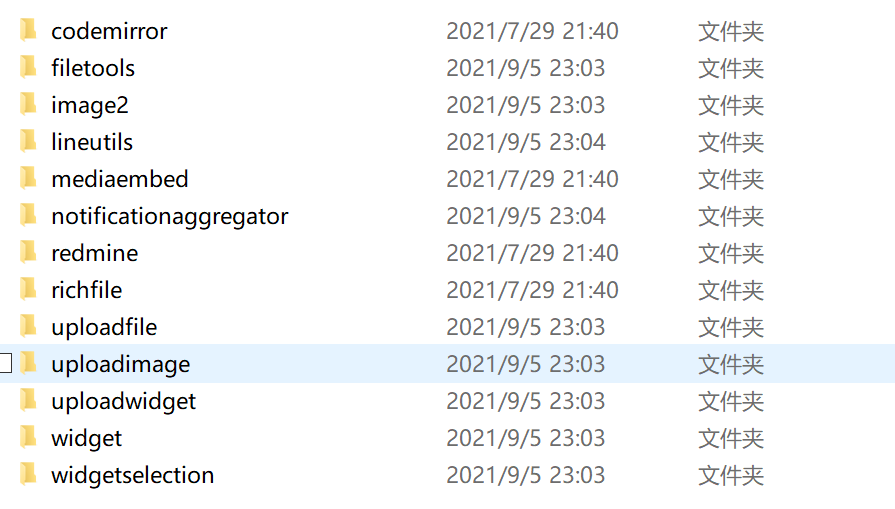 codemirror 2021/7/29 21:40 文件夹
filetools 2021/9/5 23:03 文件夹
image2 2021/9/5 23:03 文件夹
lineutils 2021/9/5 23:04 文件夹
mediaembed 2021/7/29 21:40 文件夹
notificationaggregator 2021/9/5 23:04 文件夹
redmine 2021/7/29 21:40 文件夹
richfile 2021/7/29 21:40 文件夹
uploadfile 2021/9/5 23:03 文件夹
uploadimage 2021/9/5 23:03 文件夹
uploadwidget 2021/9/5 23:03 文件夹
widget 2021/9/5 23:03 文件夹
widgetselection 2021/9/5 23:03 文件夹